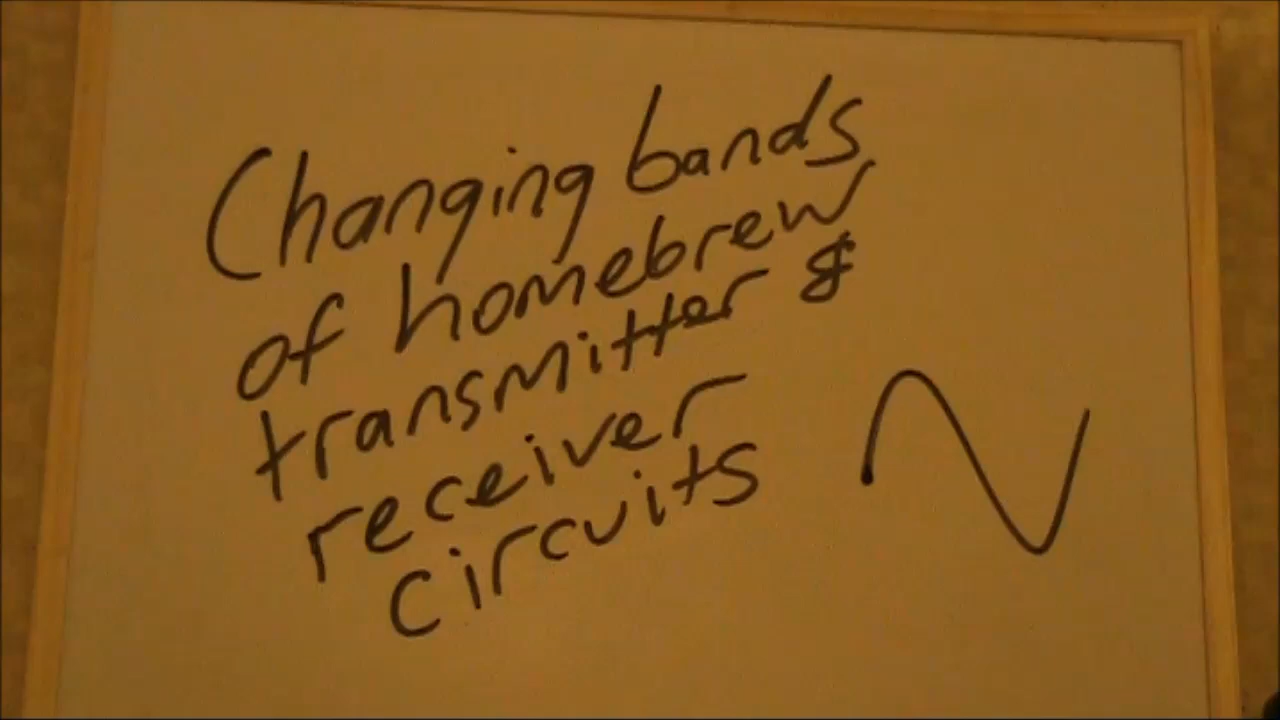 Changing bands
of homebrew
transmitter &
receiver
circuits